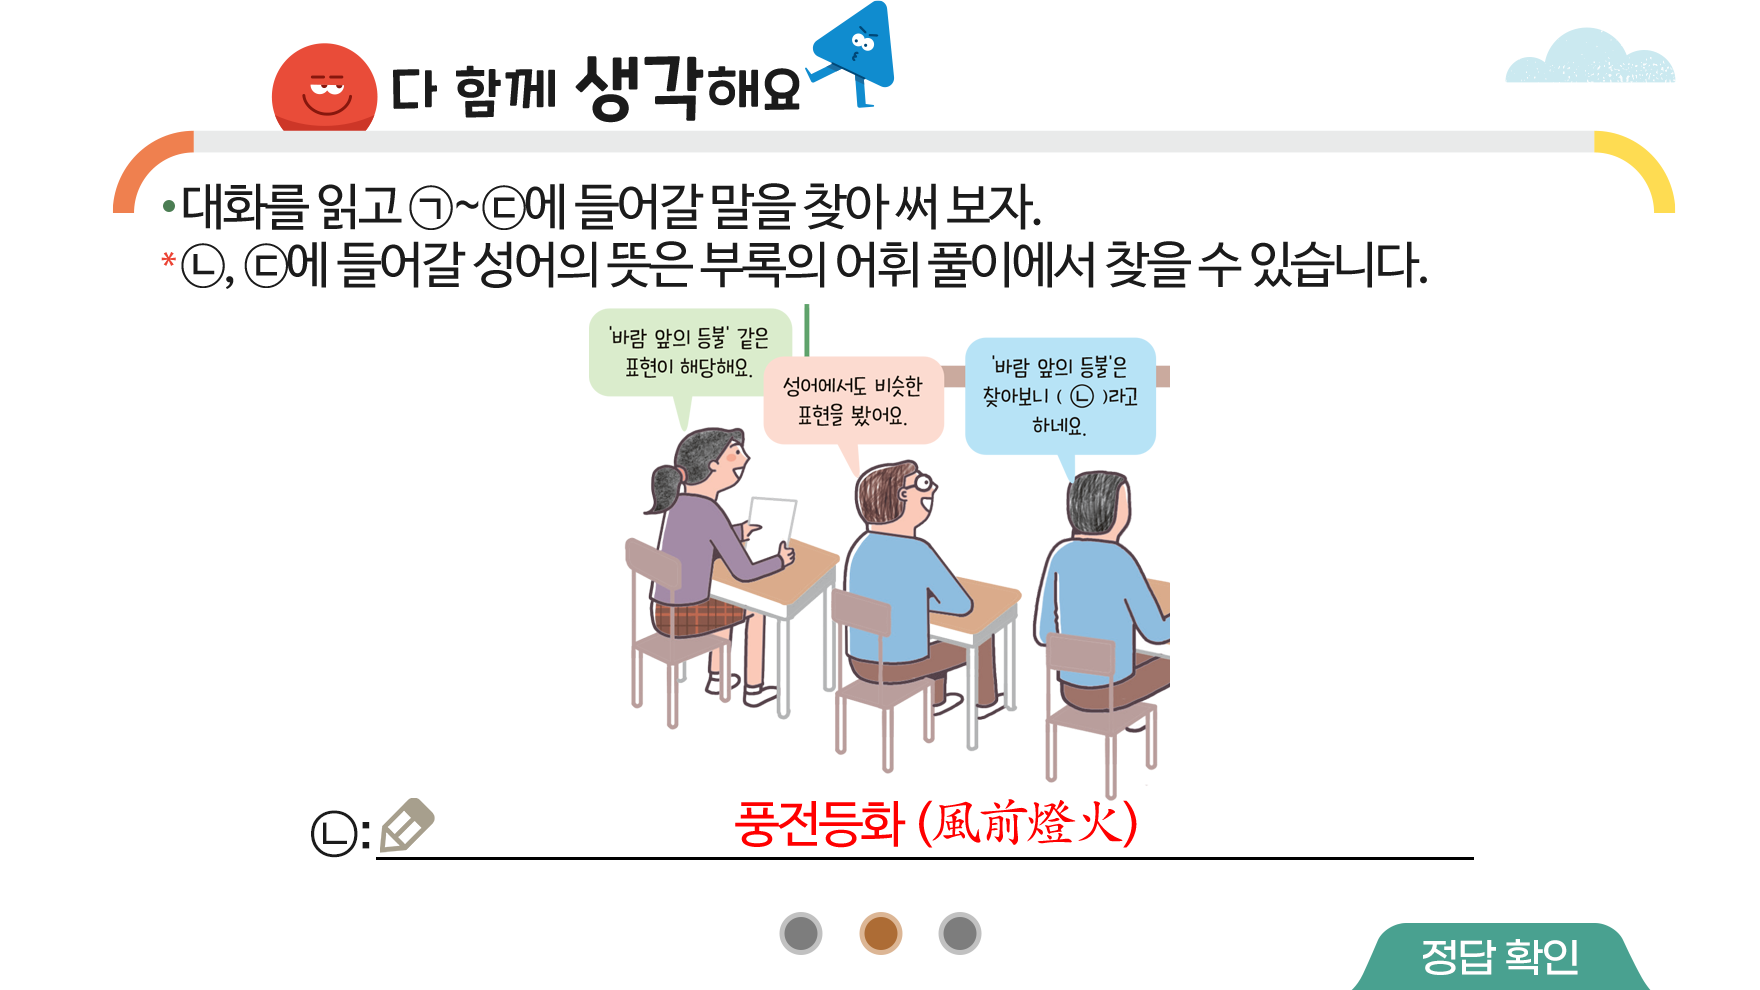 다 함께 생각해요
• 대화를 읽고 ㉠~㉢에 들어갈 말을 찾아 써 보자.
*㉡, ㉢에 들어갈 성어의 뜻은 부록의 어휘 풀이에서 찾을 수 있습니다.
'바람 앞의 등불' 같은
표현이 해당해요.
성어에서도 비슷한
표현을 봤어요.
'바람 앞의 등불'은
찾아보니 ( ㉡ )라고
하네요.
㉡: 풍전등화 (風前燈火)
정답 확인